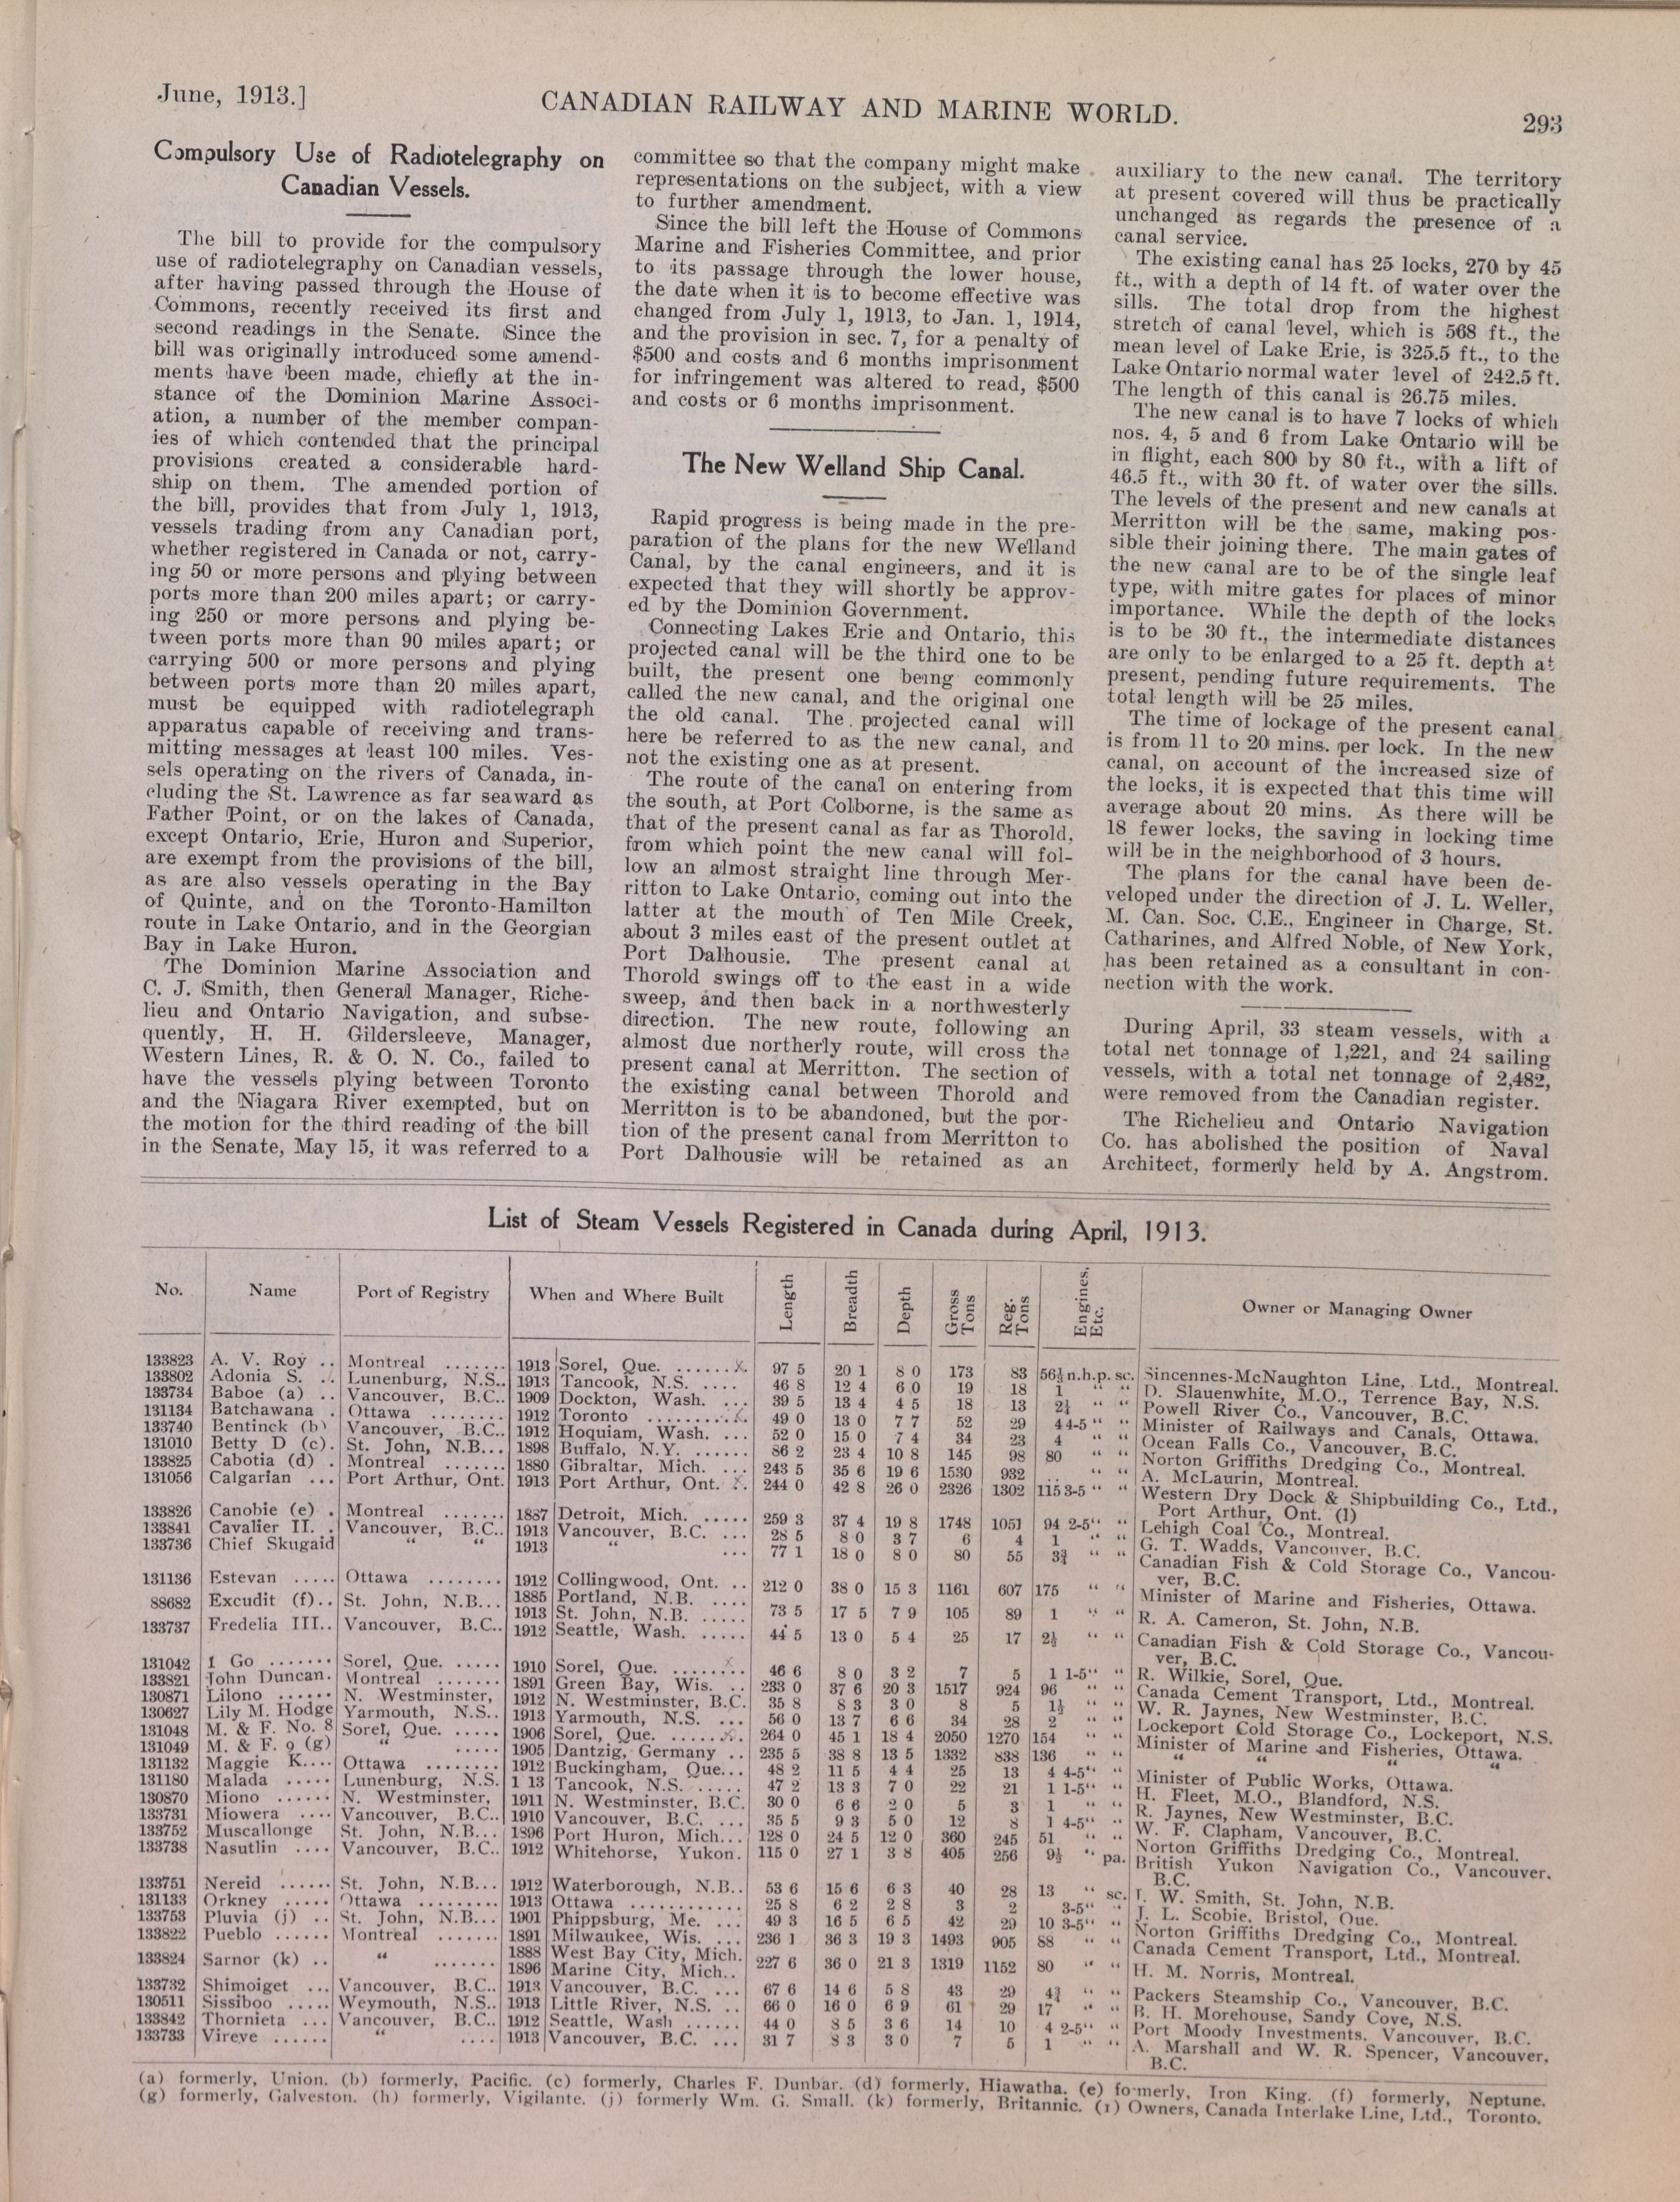 June, 1913.]
CANADIAN RAILWAY AND MARINE WORLD.
293
Compulsory Use of Radiotelegraphy on
Canadian Vessels.
The bill to provide for the compulsory
use of radiotelegraphy on Canadian vessels,
after having passed through the House of
Commons, recently received its first and
second readings in the Senate. Since the
bill was originally introduced some amend-
ments have been made, chiefly at the in-
stance of the Dominion Marine Associ-
ation, a number of the member compan-
ies of which contended that the principal
provisions created a considerable hard-
ship on them. The amended portion of
the bill, provides that from July 1, 1913,
vessels trading from any Canadian port,
whether registered in Canada or not, carry-
ing 50 or more persons and plying between
ports more than 200 miles apart; or carry-
ing 250 or more persons and plying be-
tween ports more than 90 miles apart; or
carrying 500 or more persons and plying
between ports more than 20 miles apart,
must be equipped with radiotelegraph
apparatus capable of receiving and trans-
mitting messages at least 100 miles. Ves-
sels operating on the rivers of Canada, in-
cluding the St. Lawrence as far seaward as
Father Point, or on the lakes of Canada,
except Ontario, Erie, Huron and Superior,
are exempt from the provisions of the bill,
as are also vessels operating in the Bay
of Quinte, and on the Toronto-Hamilton
route in Lake Ontario, and in the Georgian
Bay in Lake Huron.
The Dominion Marine Association and
C. J. Smith, then General Manager, Riche-
lieu and Ontario Navigation, and subse-
quently, H. H. Gildersleeve, Manager,
Western Lines, R. & O. N. Co., failed to
have the vessels plying between Toronto
and the Niagara River exempted, but on
the motion for the third reading of the bill
in the Senate, May 15, it was referred to a
committee so that the company might make
representations on the subject, with a view
to further amendment.
Since the bill left the House of Commons
Marine and Fisheries Committee, and prior
to its passage through the lower house,
the date when it is to become effective was
changed from July 1, 1913, to Jan. 1, 1914,
and the provision in sec. 7, for a penalty of
$500 and costs and 6 months imprisonment
for infringement was altered to read, $500
and costs or 6 months imprisonment.
The New Welland Ship Canal.
Rapid progress is being made in the pre-
paration of the plans for the new Welland
Canal, by the canal engineers, and it is
expected that they will shortly be approv-
ed by the Dominion Government.
Connecting Lakes Erie and Ontario, this
projected canal will be the third one to be
built, the present one being commonly
called the new canal, and the original one
the old canal. The projected canal will
here be referred to as the new canal, and
not the existing one as at present.
The route of the canal on entering from
the south, at Port Colborne, is the same as
that of the present canal as far as Thorold,
from which point the new canal will fol-
low an almost straight line through Mer-
ritton to Lake Ontario, coming out into the
latter at the mouth of Ten Mile Creek,
about 3 miles east of the present outlet at
Port Dalhousie. The present canal at
Thorold swings off to the east in a wide
sweep, and then back in a northwesterly
direction. The new route, following an
almost due northerly route, will cross the
present canal at Merritton. The section of
the existing canal between Thorold and
Merritton is to be abandoned, but the por-
tion of the present canal from Merritton to
Port Dalhousie will be retained as an
auxiliary to the new canal. The territory
at present covered will thus be practically
unchanged as regards the presence of a
canal service.
The existing canal has 25 locks, 270 by 45
ft., with a depth of 14 ft. of water over the
sills. The total drop from the highest
stretch of canal level, which is 568 ft., the
mean level of Lake Erie, is 325.5 ft., to the
Lake Ontario normal water level of 242.5 ft.
The length of this canal is 26.75 miles.
The new canal is to have 7 locks of which
nos. 4, 5 and 6 from Lake Ontario will be
in flight, each 800 by 80 ft., with a lift of
46.5 ft., with 30 ft. of water over the sills.
The levels of the present and new canals at
Merritton will be the same, making pos-
sible their joining there. The main gates of
the new canal are to be of the single leaf
type, with mitre gates for places of minor
importance. While the depth of the locks
is to be 30 ft., the intermediate distances
are only to be enlarged to a 25 ft. depth at
present, pending future requirements. The
total length will be 25 miles.
The time of lockage of the present canal
is from 11 to 20 mins. per lock. In the new
canal, on account of the increased size of
the locks, it is expected that this time will
average about 20 mins. As there will be
18 fewer locks, the saving in locking time
will be in the neighborhood of 3 hours.
The plans for the canal have been de-
veloped under the direction of J. L. Weller,
M. Can. Soc. C.E., Engineer in Charge, St.
Catharines, and Alfred Noble, of New York,
has been retained as a consultant in con-
nection with the work.
During April, 33 steam vessels, with a
total net tonnage of 1,221, and 24 sailing
vessels, with a total net tonnage of 2,482,
were removed from the Canadian register.
The Richelieu and Ontario Navigation
Co. has abolished the position of Naval
Architect, formerly held by A. Angstrom.
List of Steam Vessels Registered in Canada during April, 1913.
No. Name Port of Registry When and Where Built Length Breadth Depth Gross Tons Reg. Tons Engines, Etc. Owner or Managing Owner
133823 A. V. Roy .. Montreal ....... 1913 Sorel, Que. ....... 97 5 20 1 8 0 173 83 56½ n.h.p. sc. Sincennes-McNaughton Line, Ltd., Montreal.
133802 Adonia S. .. Lunenburg, N.S.. 1913 Tancook, N.S. .... 46 8 12 4 6 0 19 18 1 " " D. Slauenwhite, M.O., Terrence Bay, N.S.
133734 Baboe (a) .. Vancouver, B.C.. 1909 Dockton, Wash. ... 39 5 13 4 4 5 18 13 2¼ " " Powell River Co., Vancouver, B.C.
131134 Batchawana . Ottawa ........ 1912 Toronto ......... 49 0 13 0 7 7 52 29 4 4-5 " " Minister of Railways and Canals, Ottawa.
133740 Bentinck (b) Vancouver, B.C.. 1912 Hoquiam, Wash. ... 52 0 15 0 7 4 34 23 4 " " Ocean Falls Co., Vancouver, B.C.
131010 Betty D (c). St. John, N.B... 1898 Buffalo, N.Y. ...... 86 2 23 4 10 8 145 98 80 " " Norton Griffiths Dredging Co., Montreal.
133825 Cabotia (d) . Montreal ....... 1880 Gibraltar, Mich. ... 243 5 35 6 19 6 1530 932 .. " " A. McLaurin, Montreal.
131056 Calgarian ... Port Arthur, Ont. 1913 Port Arthur, Ont. .. 244 0 42 8 26 0 2326 1302 115 3-5 " " Western Dry Dock & Shipbuilding Co., Ltd.,
Port Arthur, Ont. (l)
133826 Canobie (e) . Montreal ....... 1887 Detroit, Mich. ..... 259 3 37 4 19 8 1748 1051 94 2-5 " " Lehigh Coal Co., Montreal.
133841 Cavalier II. . Vancouver, B.C.. 1913 Vancouver, B.C. ... 28 5 8 0 3 7 6 4 1 " " G. T. Wadds, Vancouver, B.C.
133736 Chief Skugaid " " 1913 " ... 77 1 18 0 8 0 80 55 3¾ " " Canadian Fish & Cold Storage Co., Vancou-
ver, B.C.
131136 Estevan ..... Ottawa ........ 1912 Collingwood, Ont. .. 212 0 38 0 15 3 1161 607 175 " " Minister of Marine and Fisheries, Ottawa.
88682 Excudit (f).. St. John, N.B... 1885 Portland, N.B. ....
1913 St. John, N.B. ..... 73 5 17 5 7 9 105 89 1 " " R. A. Cameron, St. John, N.B.
133737 Fredelia III.. Vancouver, B.C.. 1912 Seattle, Wash. ..... 44 5 13 0 5 4 25 17 2½ " " Canadian Fish & Cold Storage Co., Vancou-
ver, B.C.
131042 I Go ....... Sorel, Que. ..... 1910 Sorel, Que. ........ 46 6 8 0 3 2 7 5 1 1-5 " " R. Wilkie, Sorel, Que.
133821 John Duncan. Montreal ....... 1891 Green Bay, Wis. .. 233 0 37 6 20 3 1517 924 96 " " Canada Cement Transport, Ltd., Montreal.
130871 Lilono ...... N. Westminster, 1912 N. Westminster, B.C. 35 8 8 3 3 0 8 5 1½ " " W. R. Jaynes, New Westminster, B.C.
130627 Lily M. Hodge Yarmouth, N.S.. 1913 Yarmouth, N.S. ... 56 0 13 7 6 6 34 28 2 " " Lockeport Cold Storage Co., Lockeport, N.S.
131048 M. & F. No. 8 Sorel, Que. ..... 1906 Sorel, Que. ........ 264 0 45 1 18 4 2050 1270 154 " " Minister of Marine and Fisheries, Ottawa.
131049 M. & F. 9 (g) " ..... 1905 Dantzig, Germany .. 235 5 38 8 13 5 1332 838 136 " " " " "
131132 Maggie K.... Ottawa ........ 1912 Buckingham, Que... 48 2 11 5 4 4 25 13 4 4-5 " " Minister of Public Works, Ottawa.
131180 Malada ..... Lunenburg, N.S. 1 13 Tancook, N.S. ..... 47 2 13 3 7 0 22 21 1 1-5 " " H. Fleet, M.O., Blandford, N.S.
130870 Miono ...... N. Westminster, 1911 N. Westminster, B.C. 30 0 6 6 2 0 5 3 1 " " R. Jaynes, New Westminster, B.C.
133731 Miowera .... Vancouver, B.C.. 1910 Vancouver, B.C. ... 35 5 9 3 5 0 12 8 1 4-5 " " W. F. Clapham, Vancouver, B.C.
133752 Muscallonge St. John, N.B... 1896 Port Huron, Mich... 128 0 24 5 12 0 360 245 51 " " Norton Griffiths Dredging Co., Montreal.
133738 Nasutlin .... Vancouver, B.C.. 1912 Whitehorse, Yukon. 115 0 27 1 3 8 405 256 9½ " pa. British Yukon Navigation Co., Vancouver,
B.C.
133751 Nereid ...... St. John, N.B... 1912 Waterborough, N.B.. 53 6 15 6 6 3 40 28 13 " sc. J. W. Smith, St. John, N.B.
131133 Orkney ..... Ottawa ......... 1913 Ottawa ............ 25 8 6 2 2 8 3 2 3-5 " " J. L. Scobie, Bristol, Que.
133753 Pluvia (j) .. St. John, N.B... 1901 Phippsburg, Me. ... 49 3 16 5 6 5 42 29 10 3-5 " " Norton Griffiths Dredging Co., Montreal.
133822 Pueblo ...... Montreal ....... 1891 Milwaukee, Wis. ... 236 1 36 3 19 3 1493 905 88 " " Canada Cement Transport, Ltd., Montreal.
133824 Sarnor (k) .. " ....... 1888 West Bay City, Mich.
1896 Marine City, Mich.. 227 6 36 0 21 3 1319 1152 80 " " H. M. Norris, Montreal.
133732 Shimoiget ... Vancouver, B.C.. 1913 Vancouver, B.C. ... 67 6 14 6 5 8 43 29 4¾ " " Packers Steamship Co., Vancouver, B.C.
130511 Sissiboo ..... Weymouth, N.S.. 1913 Little River, N.S. .. 66 0 16 0 6 9 61 29 17 " " B. H. Morehouse, Sandy Cove, N.S.
133842 Thornieta ... Vancouver, B.C.. 1912 Seattle, Wash ...... 44 0 8 5 3 6 14 10 4 2-5 " " Port Moody Investments, Vancouver, B.C.
133733 Vireye ...... " .... 1913 Vancouver, B.C. ... 31 7 8 3 3 0 7 5 1 " " A. Marshall and W. R. Spencer, Vancouver,
B.C.
(a) formerly, Union. (b) formerly, Pacific. (c) formerly, Charles F. Dunbar. (d) formerly, Hiawatha. (e) fo merly, Iron King. (f) formerly, Neptune.
(g) formerly, Galveston. (h) formerly, Vigilante. (j) formerly Wm. G. Small. (k) formerly, Britannic. (l) Owners, Canada Interlake Line, Ltd., Toronto.